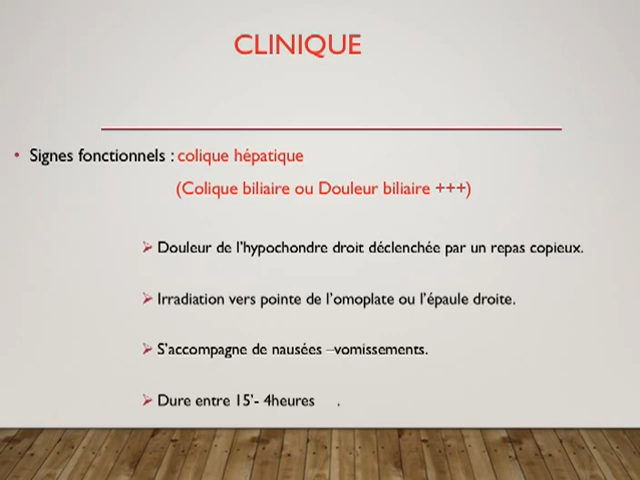 CLINIQUE
• Signes fonctionnels : colique hépatique
(Colique biliaire ou Douleur biliaire +++)
➢ Douleur de l'hypochondre droit déclenchée par un repas copieux.
➢ Irradiation vers pointe de l'omoplate ou l'épaule droite.
➢ S'accompagne de nausées –vomissements.
➢ Dure entre 15'- 4heures .